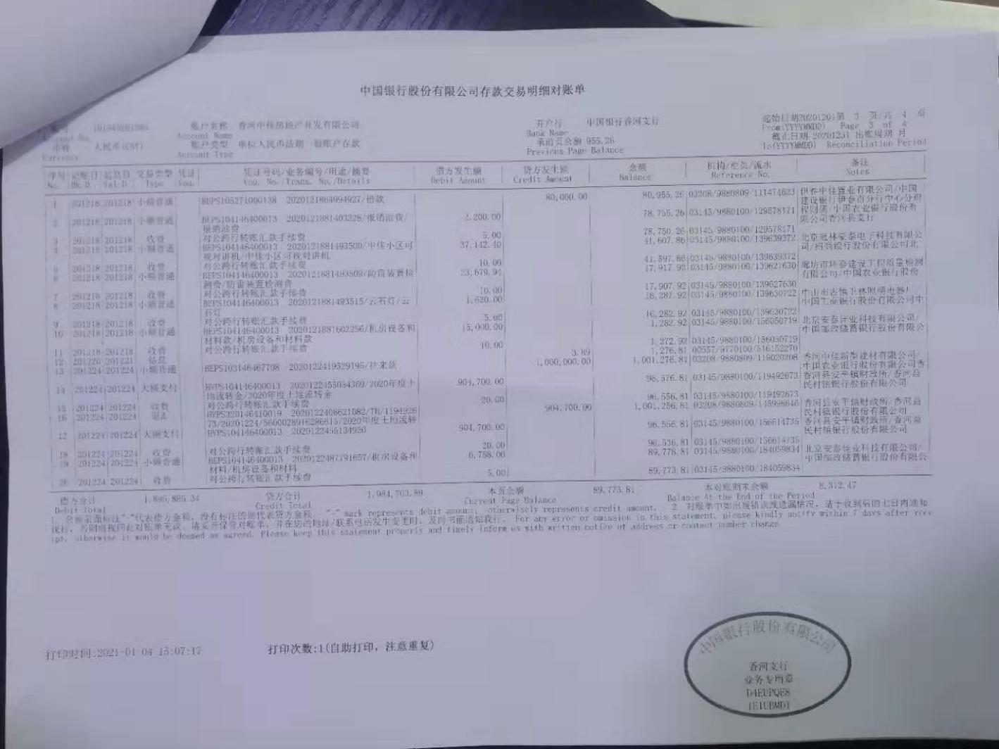 中国银行股份有限公司存款交易明细对账单
账户名称 香河中佳房地产开发有限公司
Account Name
账户类型 单位人民币活期一般账户存款
Account Type
人民币(CNY)
Currency
开户行 中国银行香河支行
Bank Name
承前页余额 955.26
Previous Page Balance
起始日期20201201第 3 页/共 4 页
From(YYYYMMDD) Page 3 of 4
截止日期 20201231 出账周期 月
To(YYYYMMDD) Reconciliation Period
序号 记账日 起息日 交易类型 凭证 凭证号码/业务编号/用途/摘要 借方发生额 贷方发生额 余额 机构/柜员/流水 备注
No. Bk.D. Val.D. Type Vou. Vou. No./Trans. No./Details Debit Amount Credit Amount Balance Reference No. Notes
1 201218 201218 小额普通 BEPS105271000138 2020121864994927/借款 80,000.00 80,955.26 03208/9880809/111474633 伊春中佳置业有限公司/中国
建设银行伊春市分行中心分理
2 201218 201218 小额普通 BEPS104146400013 2020121881403228/报销油费/ 2,200.00 78,755.26 03145/9880100/129578171
报销油费
有限公司香河县支行
3 201218 201218 收费 对公跨行转账汇款手续费 5.00 78,750.26 03145/9880100/129578171
4 201218 201218 小额普通 BEPS104146400013 2020121881493500/中佳小区可 37,142.40 41,607.86 03145/9880100/139639372 北京冠林豪泰电子科技有限公
视对讲机/中佳小区可视对讲机 司/招商银行股份有限公司北
5 201218 201218 收费 对公跨行转账汇款手续费 10.00 41,597.86 03145/9880100/139639372
6 201218 201218 小额普通 BEPS104146400013 2020121881493509/防雷装置检 23,679.94 17,917.92 03145/9880100/139627630 廊坊市环泰建设工程质量检测
测费/防雷装置检测费 有限公司/中国农业银行股份
7 201218 201218 收费 对公跨行转账汇款手续费 10.00 17,907.92 03145/9880100/139627630
8 201218 201218 小额普通 BEPS104146400013 2020121881493515/云石灯/云 1,620.00 16,287.92 03145/9880100/139630722
石灯 中国工商银行股份有限公司中
9 201218 201218 收费 对公跨行转账汇款手续费 5.00 16,282.92 03145/9880100/139630722
10 201218 201218 小额普通 BEPS104146400013 2020121881602256/机房设备和 15,000.00 1,282.92 03145/9880100/156050719 北京安泰佳业科技有限公司/
材料款/机房设备和材料款 中国邮政储蓄银行股份有限公
11 201218 201218 收费 对公跨行转账汇款手续费 10.00 1,272.92 03145/9880100/156050719
12 201220 201221 结息 3.89 1,276.81 00557/9770100/516152270
13 201224 201224 小额普通 BEPS103146467708 2020122419529195/往来款 1,000,000.00 1,001,276.81 03208/9880809/119020208 香河中佳新型建材有限公司/
中国农业银行股份有限公司香
14 201224 201224 大额支付 HVPS104146400013 2020122455034369/2020年度土 904,700.00 96,576.81 03145/9880100/119492673 香河县安平镇财政所/香河益
地流转金/2020年度土地流转金 民村镇银行股份有限公司
15 201224 201224 收费 对公跨行转账汇款手续费 20.00 96,556.81 03145/9880100/119492673
16 201224 201224 退汇 HVPS320146410019 2020122408621082/TH/1194926 904,700.00 1,001,256.81 03208/9880809/145998646 香河县安平镇财政所/香河益
73/20201224/5600028916286615/2020年度土地流转 民村镇银行股份有限公司
17 201224 201224 大额支付 HVPS104146400013 2020122456134920 904,700.00 96,556.81 03145/9880100/156614735 香河县安平镇财政所/香河益
民村镇银行股份有限公司
18 201224 201224 收费 对公跨行转账汇款手续费 20.00 96,536.81 03145/9880100/156614735
19 201224 201224 小额普通 BEPS104146400013 2020122487791657/机房设备和 6,758.00 89,778.81 03145/9880100/184059834 北京安泰佳业科技有限公司/
材料/机房设备和材料 中国邮政储蓄银行股份有限公
20 201224 201224 收费 对公跨行转账汇款手续费 5.00 89,773.81 03145/9880100/184059834
借方合计 1,895,885.34 贷方合计 1,984,703.89 本页余额 89,773.81 本对账期末余额 8,312.47
Debit Total Credit Total Current Page Balance Balance At the End of the Period
1. 金额前面标注"-"代表借方金额,没有标注的则代表贷方金额。 "-" mark represents debit amount, otherwisely represents credit amount. 2. 对账单中如出现错误或遗漏情况,请于收到后的七日内通知
我行,否则将视同此对账单无误。请妥善保管对账单,并在您的地址/联系电话发生变更时,及时书面通知我行。 For any error or omission in this statement, please kindly notify within 7 days after rece
ipt, otherwise it would be deemed as agreed. Please keep this statement properly and timely inform us with written notice of address or contact number change.
打印时间:2021-01-04 15:07:17
打印次数:1(自助打印,注意重复)
中国银行股份有限公司
香河支行
业务专用章
D4EUPQE8
1E1UBMD1